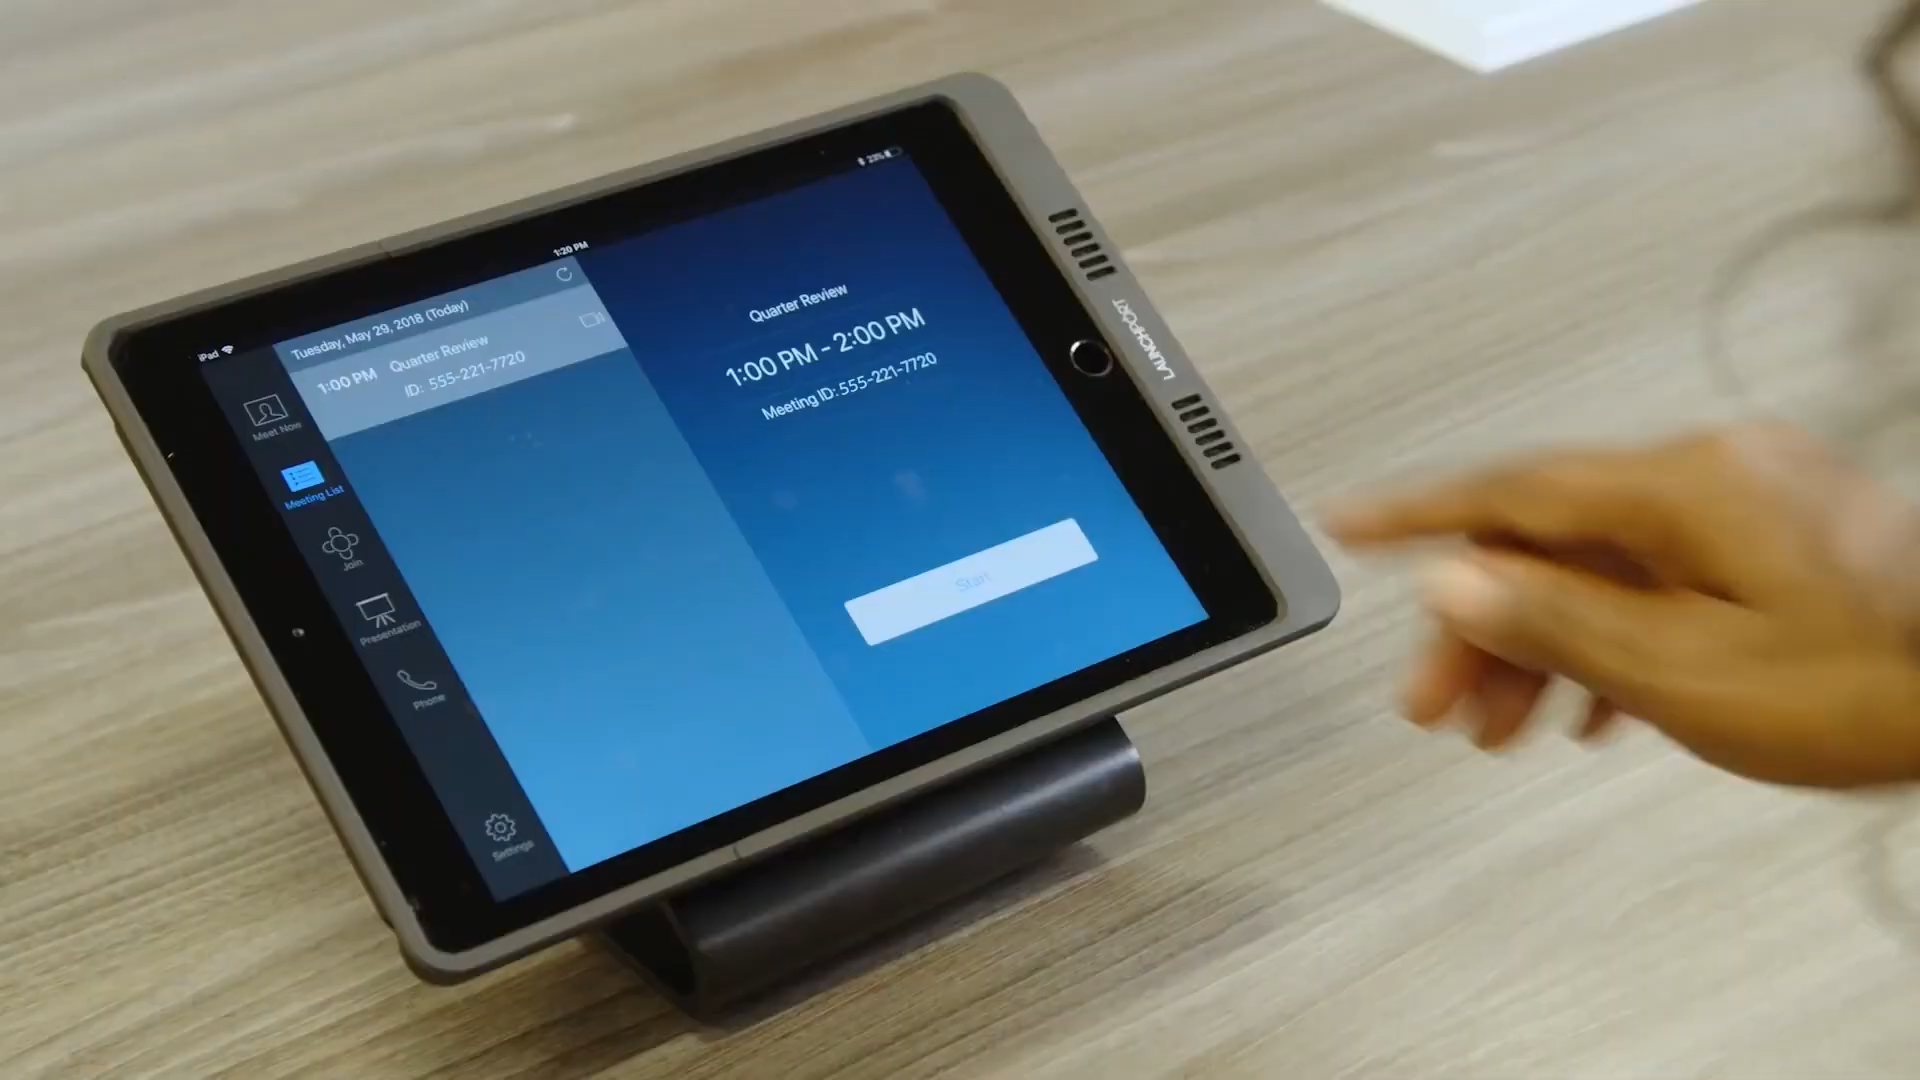 iPad
1:20 PM
23%
Tuesday, May 29, 2018 (Today)
1:00 PM
Quarter Review
ID: 555-221-7720
Meet Now
Meeting List
Join
Presentation
Phone
Settings
Quarter Review
1:00 PM - 2:00 PM
Meeting ID: 555-221-7720
Start
LAUNCHPORT